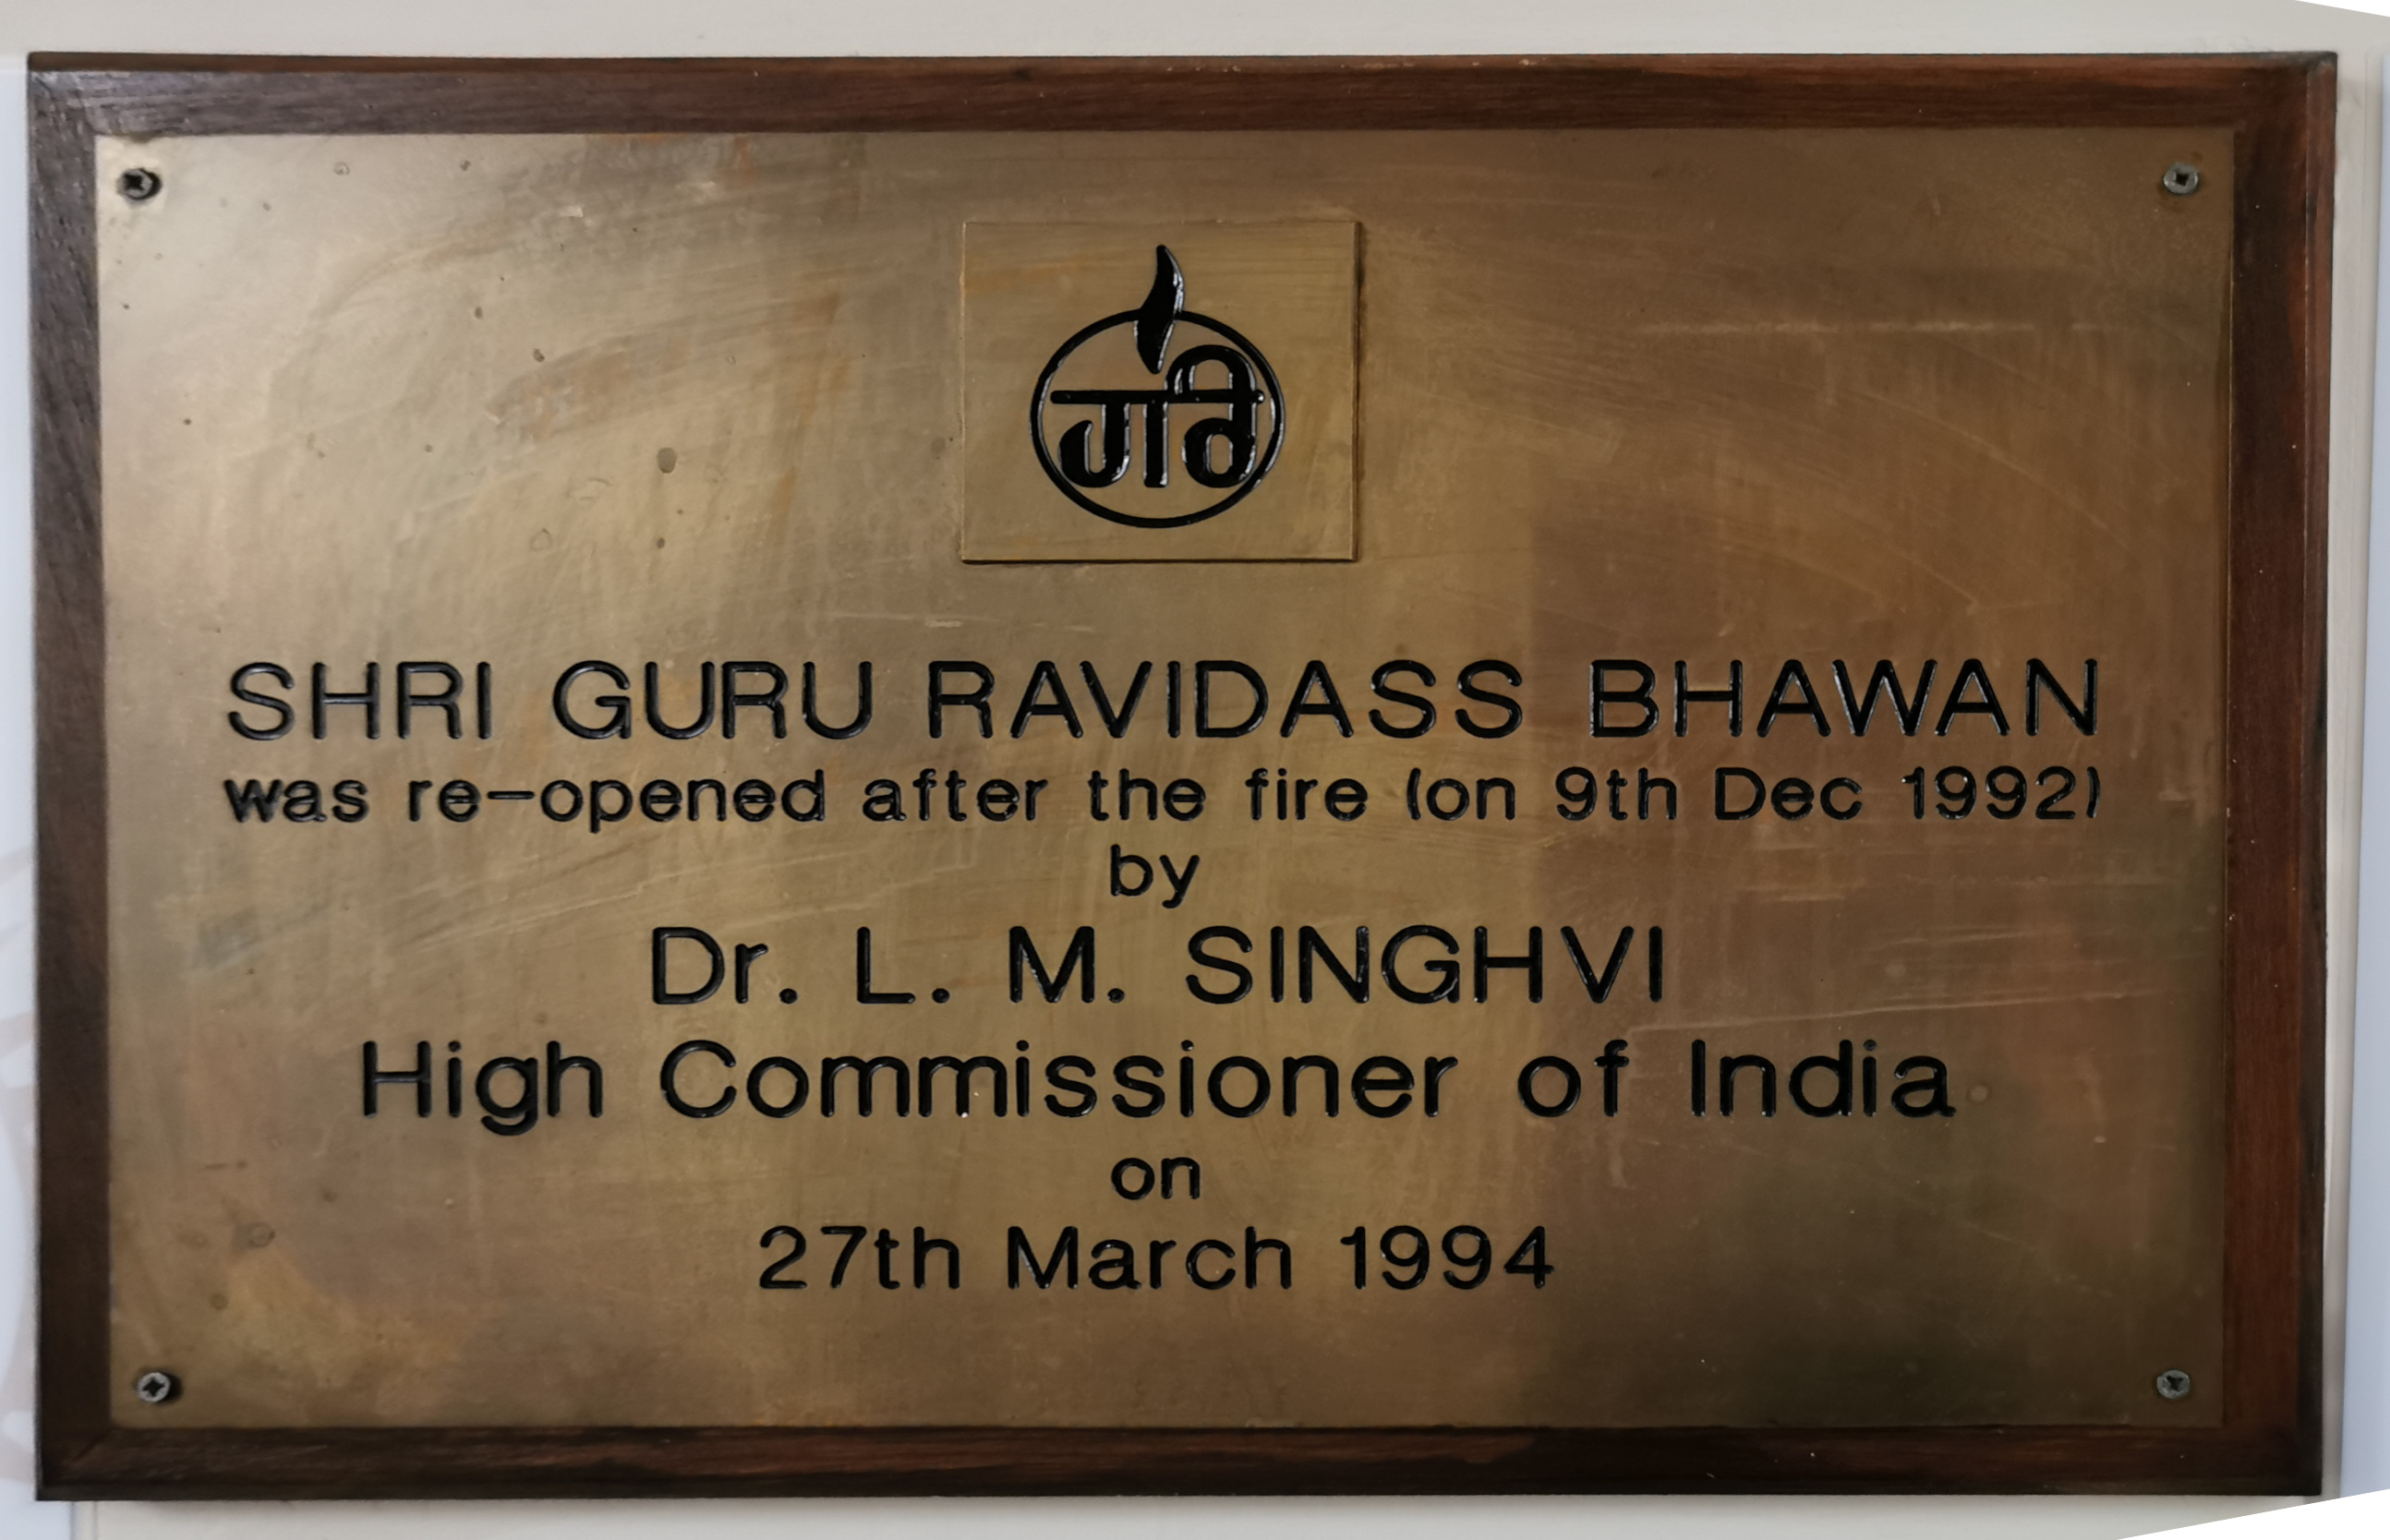 ਹਰਿ
SHRI GURU RAVIDASS BHAWAN
was re-opened after the fire (on 9th Dec 1992)
by
Dr. L. M. SINGHVI
High Commissioner of India
on
27th March 1994